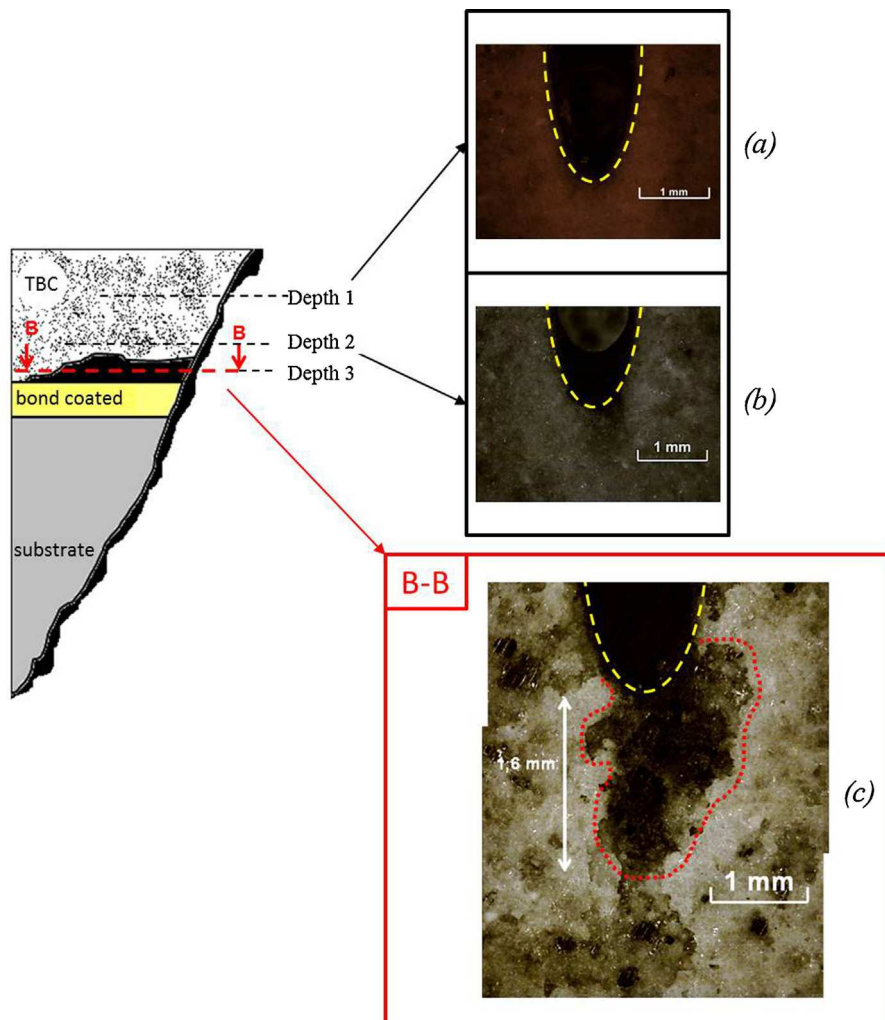 TBC
B
B
Depth 1
Depth 2
Depth 3
bond coated
substrate
1 mm
(a)
1 mm
(b)
B-B
1,6 mm
1 mm
(c)